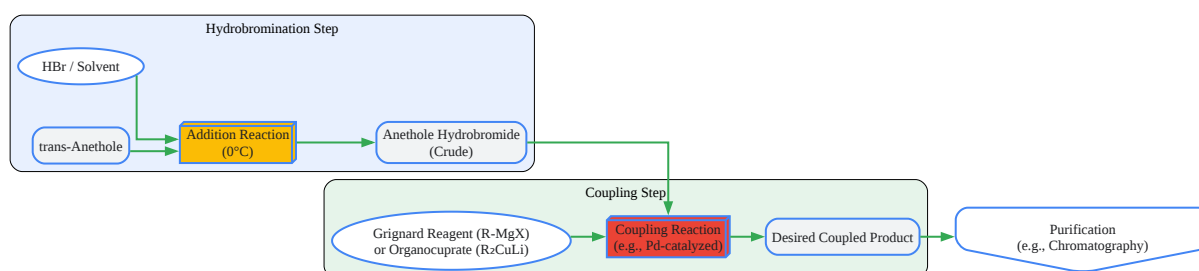 Hydrobromination Step
HBr / Solvent
trans-Anethole
Addition Reaction
(0°C)
Anethole Hydrobromide
(Crude)
Coupling Step
Grignard Reagent (R-MgX)
or Organocuprate (R₂CuLi)
Coupling Reaction
(e.g., Pd-catalyzed)
Desired Coupled Product
Purification
(e.g., Chromatography)